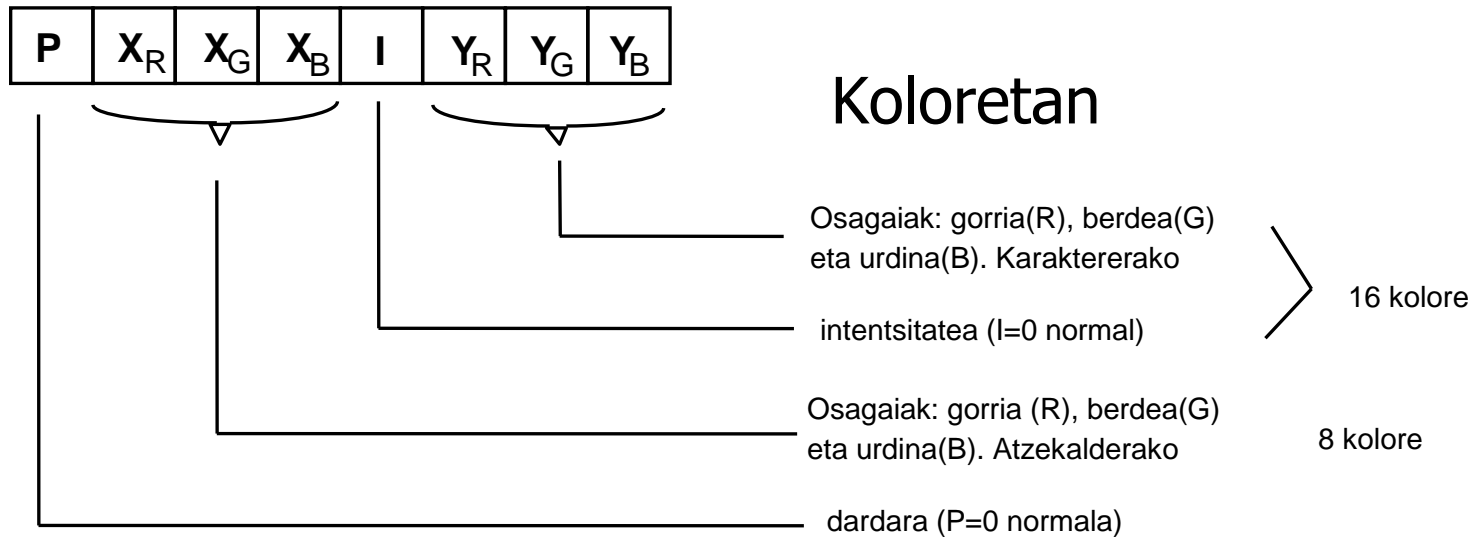 P X_R X_G X_B I Y_R Y_G Y_B
Koloretan
Osagaiak: gorria(R), berdea(G)
eta urdina(B). Karaktererako
16 kolore
intentsitatea (I=0 normal)
Osagaiak: gorria (R), berdea(G)
eta urdina(B). Atzekalderako
8 kolore
dardara (P=0 normala)